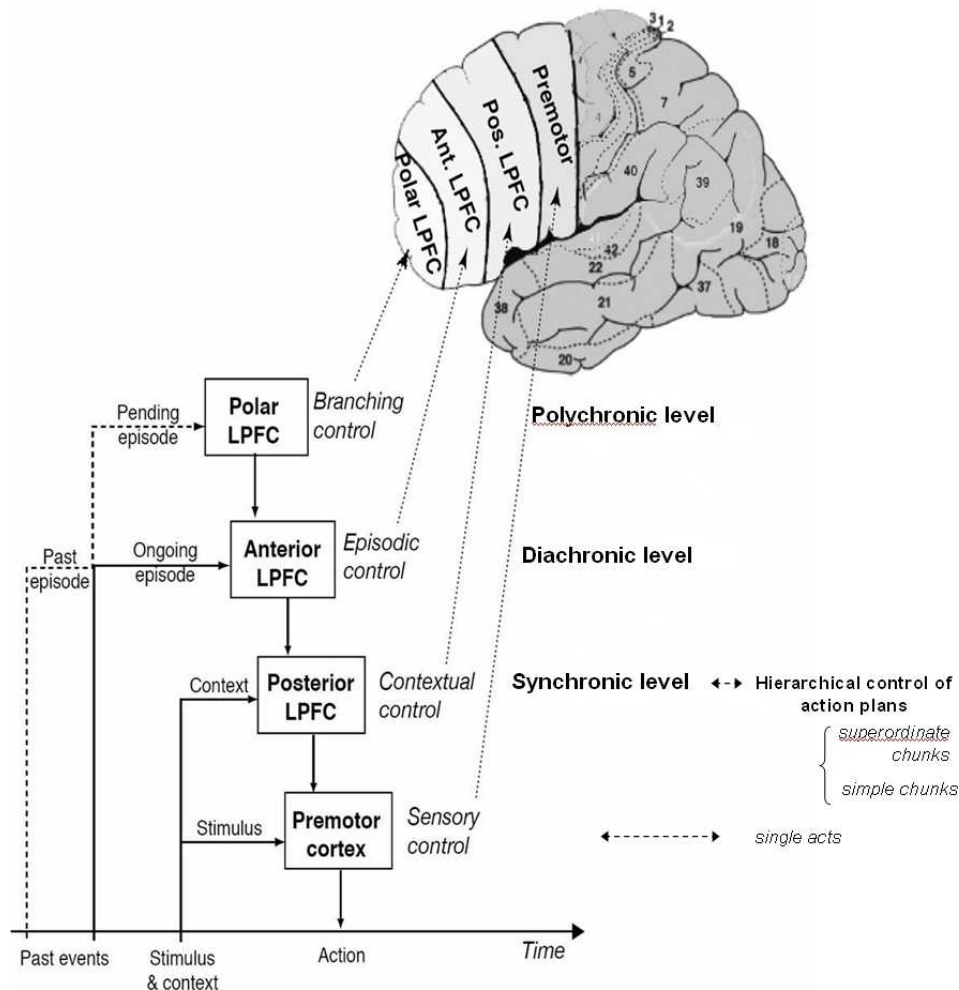 3
1
2
5
7
4
40
39
19
18
37
42
22
21
38
20
Polar LPFC
Ant. LPFC
Pos. LPFC
Premotor
Pending
episode
Polar
LPFC
Branching
control
Polychronic level
Past
episode
Ongoing
episode
Anterior
LPFC
Episodic
control
Diachronic level
Context
Posterior
LPFC
Contextual
control
Synchronic level
Hierarchical control of
action plans
superordinate
chunks
simple chunks
Stimulus
Premotor
cortex
Sensory
control
single acts
Past events
Stimulus
& context
Action
Time